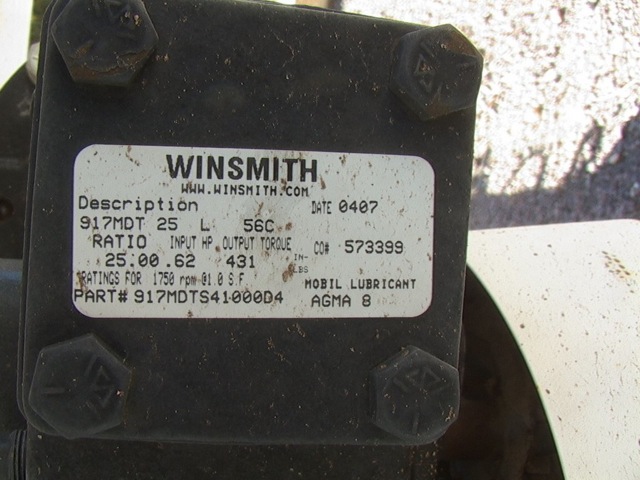 WINSMITH
WWW.WINSMITH.COM
Description DATE 0407
917MDT 25 L 56C
RATIO INPUT HP OUTPUT TORQUE CO# 573399
25.00 .62 431 IN-LBS
RATINGS FOR 1750 rpm @1.0 S.F MOBIL LUBRICANT
PART# 917MDTS41000D4 AGMA 8